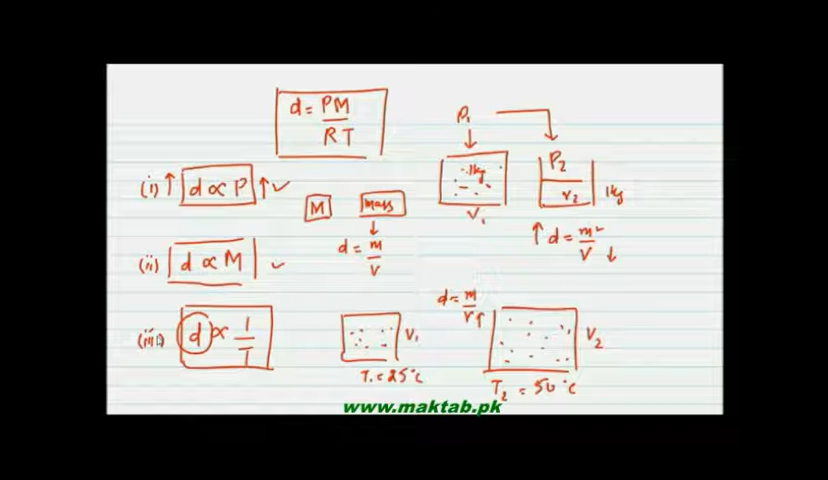 d = PM
RT
P₁
(i) ↑ d ∝ P ↑ ✓
1kg
V₁
P₂
V₂
1kg
M
mass
d = m
V
↑ d = m
V ↓
(ii) d ∝ M ✓
(iii) d ∝ 1
T
V₁
T₁ = 25°C
d = m
V↑
V₂
T₂ = 50°C
www.maktab.pk